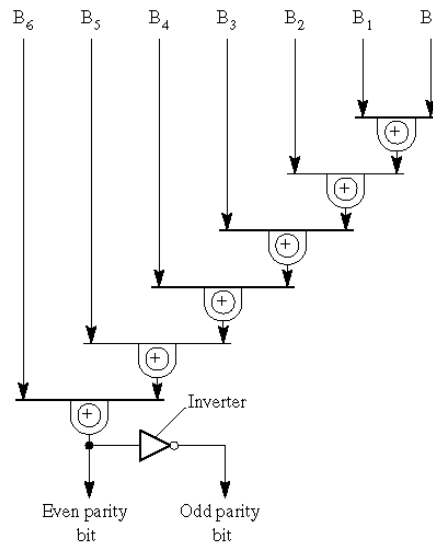 B6 B5 B4 B3 B2 B1 B
+
+
+
+
+
+
Inverter
Even parity bit
Odd parity bit